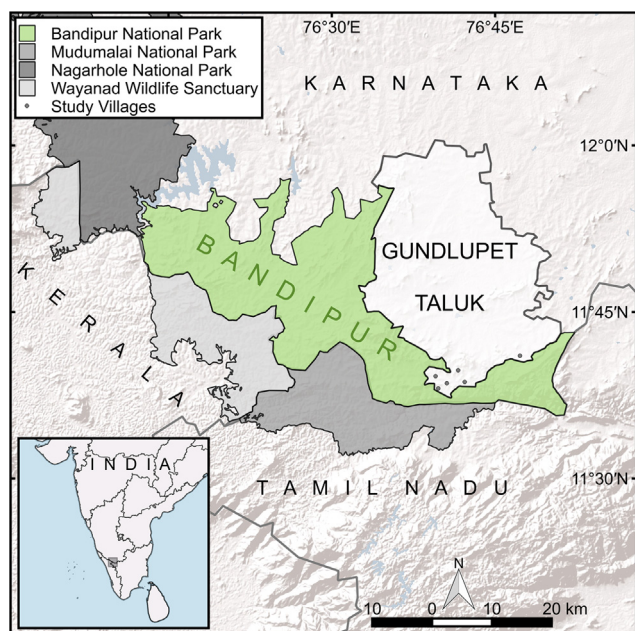 76°30'E
76°45'E
Bandipur National Park
Mudumalai National Park
Nagarhole National Park
Wayanad Wildlife Sanctuary
Study Villages
KARNATAKA
12°0'N
BANDIPUR
GUNDLUPET
TALUK
KERALA
11°45'N
INDIA
TAMIL NADU
11°30'N
N
10 0 10 20 km